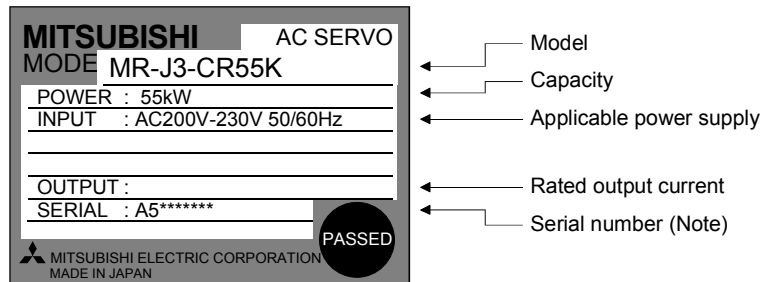 MITSUBISHI AC SERVO
MODE MR-J3-CR55K
POWER : 55kW
INPUT : AC200V-230V 50/60Hz
OUTPUT :
SERIAL : A5*******
PASSED
MITSUBISHI ELECTRIC CORPORATION
MADE IN JAPAN
Model
Capacity
Applicable power supply
Rated output current
Serial number (Note)